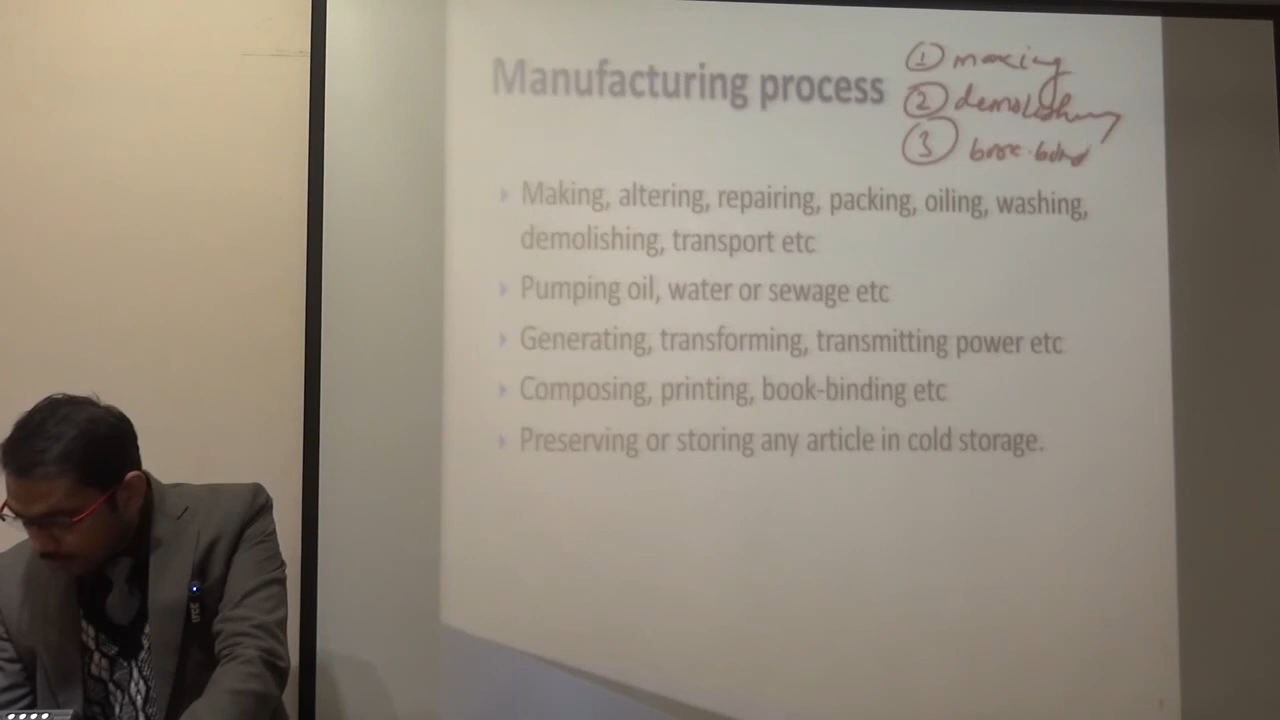 Manufacturing process
① making
② demolishing
③ book-bind
Making, altering, repairing, packing, oiling, washing,
demolishing, transport etc
Pumping oil, water or sewage etc
Generating, transforming, transmitting power etc
Composing, printing, book-binding etc
Preserving or storing any article in cold storage.